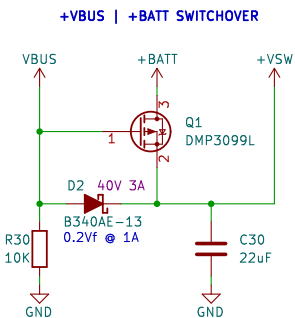 +VBUS | +BATT SWITCHOVER
VBUS
+BATT
+VSW
3
Q1
1
DMP3099L
2
D2
40V 3A
B340AE-13
0.2Vf @ 1A
R30
10K
C30
22uF
GND
GND